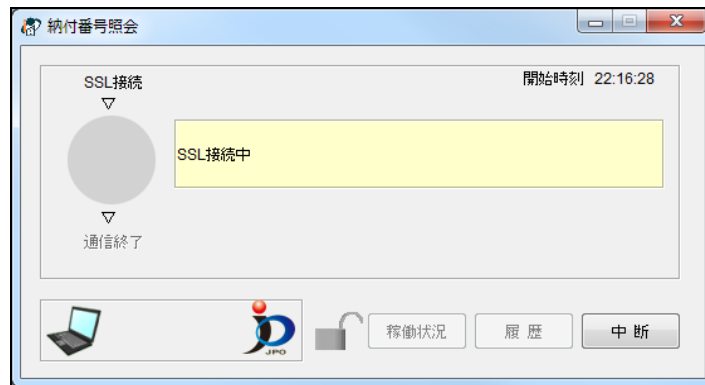 納付番号照会
SSL接続
開始時刻 22:16:28
▽
SSL接続中
▽
通信終了
JPO
稼働状況
履 歴
中 断